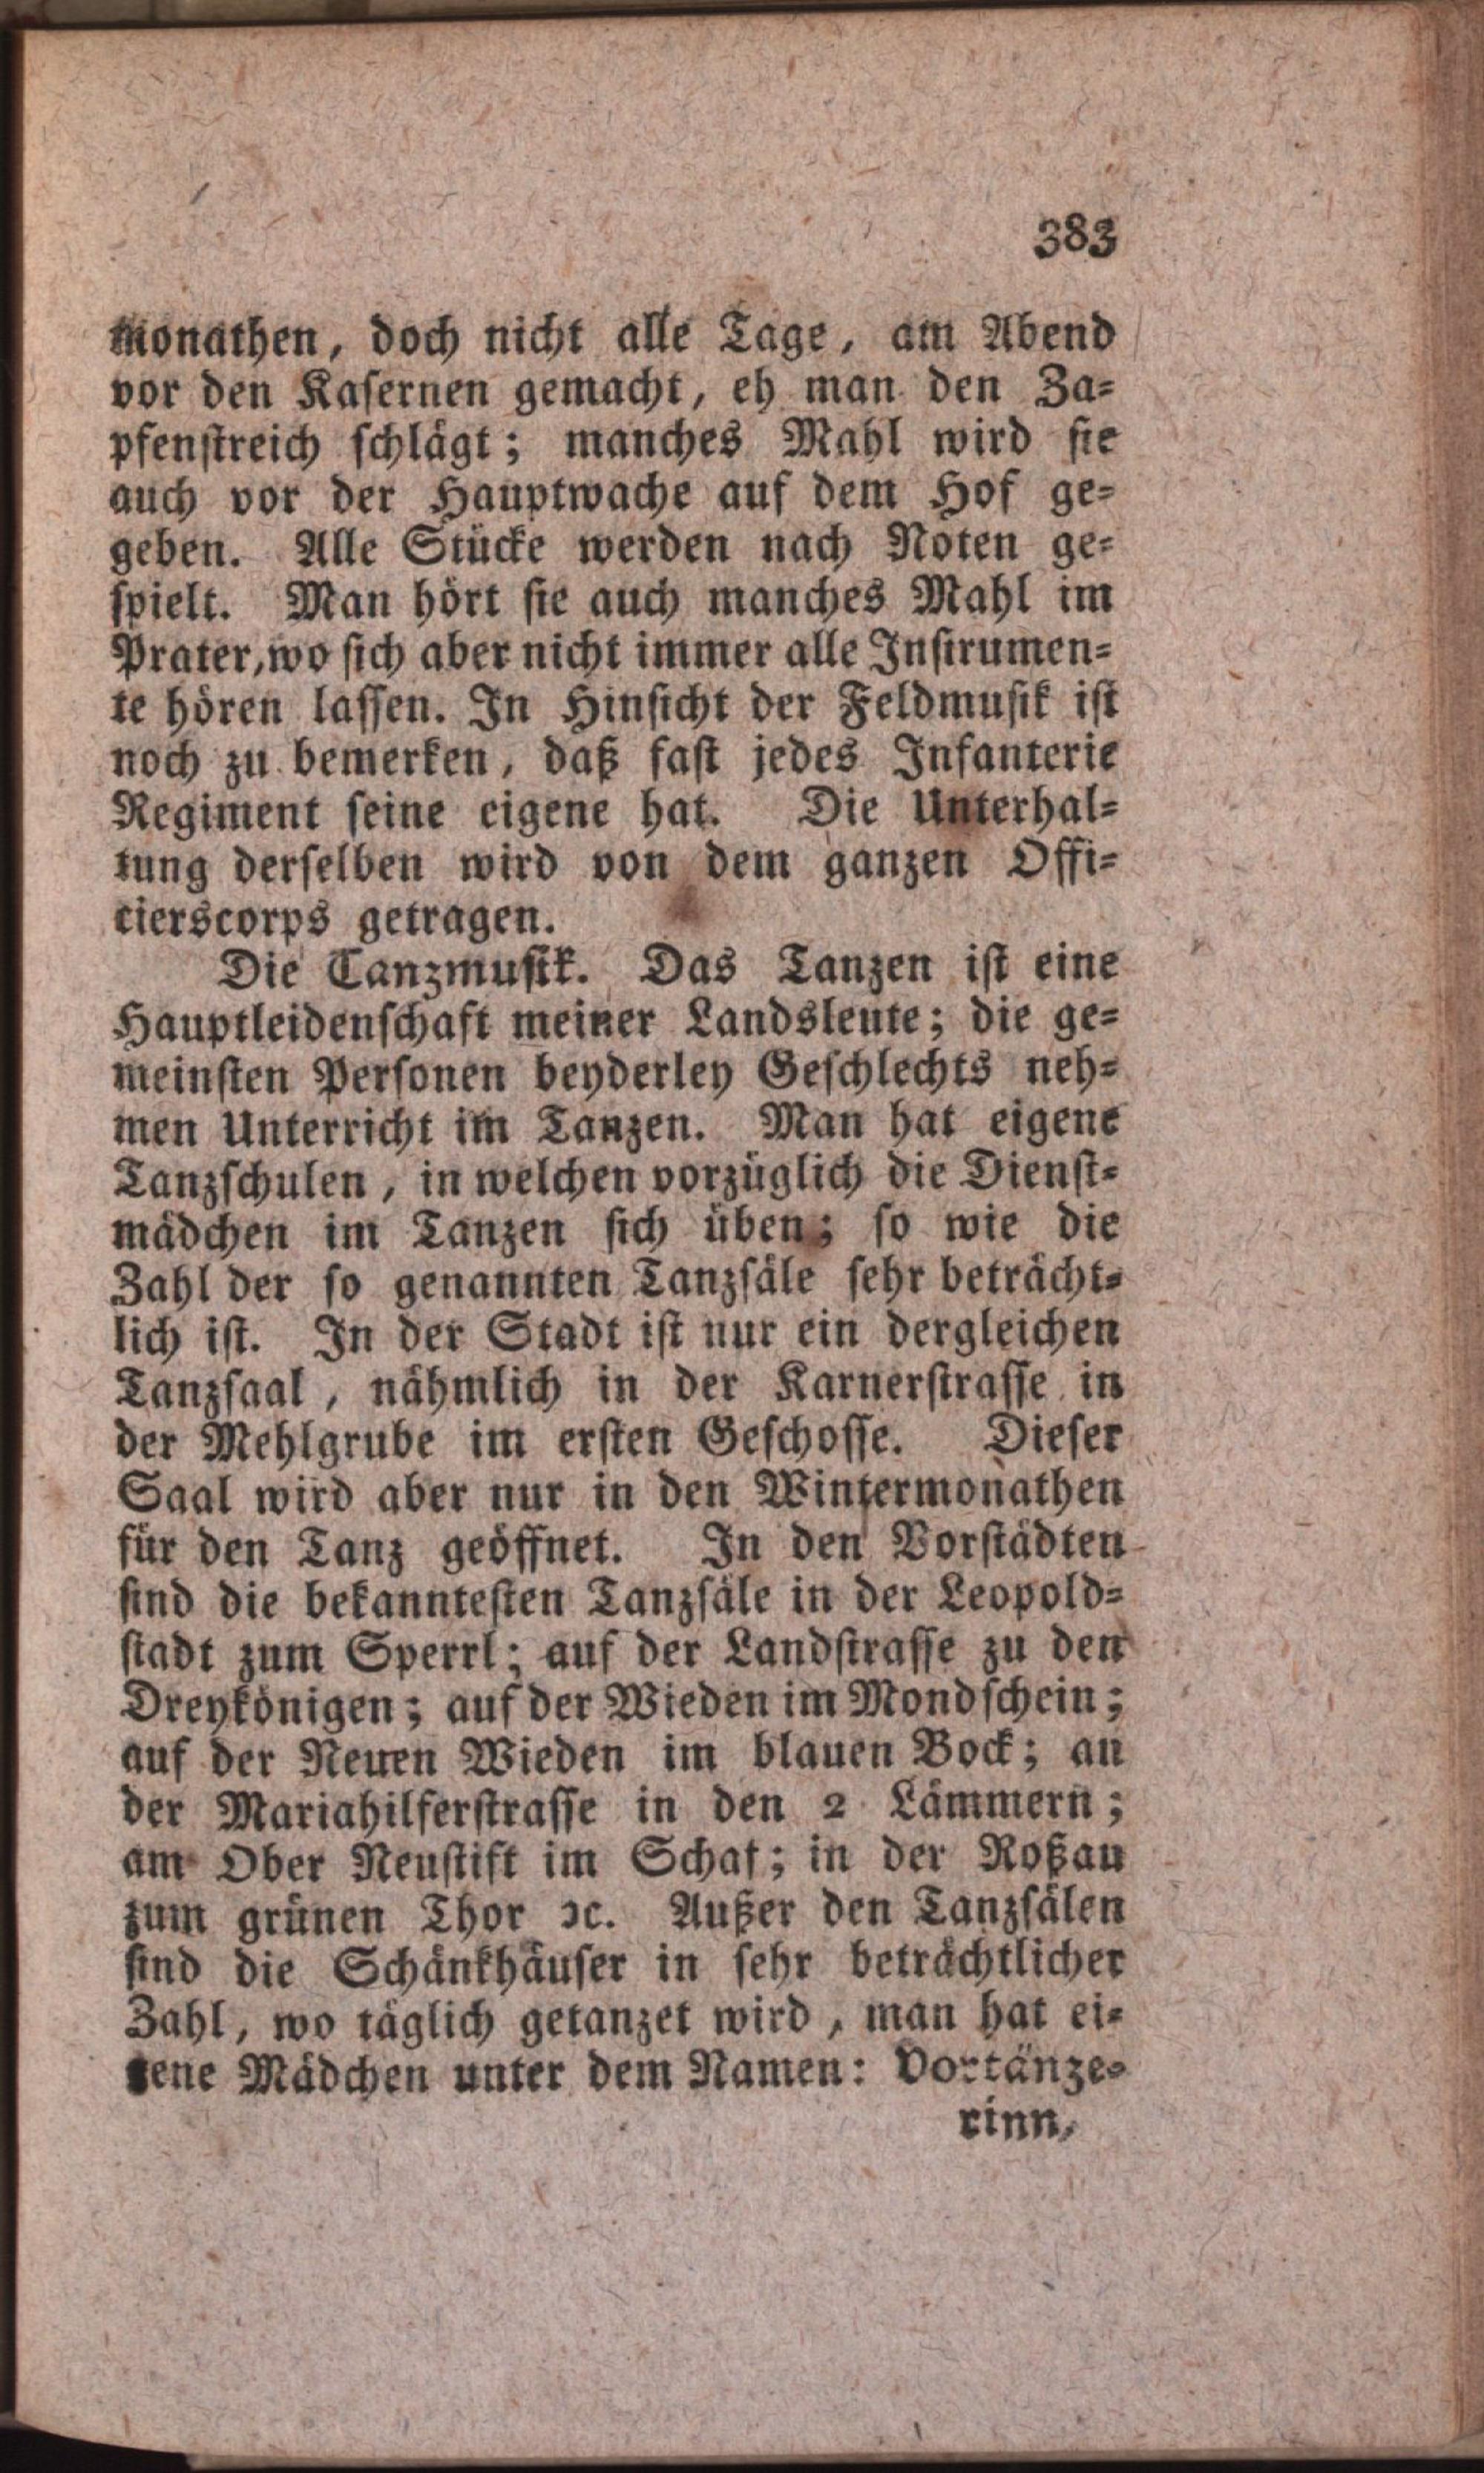 383
monathen, doch nicht alle Tage, am Abend
vor den Kasernen gemacht, eh man den Za-
pfenstreich schlägt; manches Mahl wird sie
auch vor der Hauptwache auf dem Hof ge-
geben. Alle Stücke werden nach Noten ge-
spielt. Man hört sie auch manches Mahl im
Prater, wo sich aber nicht immer alle Instrumen-
te hören lassen. In Hinsicht der Feldmusik ist
noch zu bemerken, daß fast jedes Infanterie
Regiment seine eigene hat. Die Unterhal-
tung derselben wird von dem ganzen Offi-
cierscorps getragen.
Die Tanzmusik. Das Tanzen ist eine
Hauptleidenschaft meiner Landsleute; die ge-
meinsten Personen beyderley Geschlechts neh-
men Unterricht im Tanzen. Man hat eigene
Tanzschulen, in welchen vorzüglich die Dienst-
mädchen im Tanzen sich üben; so wie die
Zahl der so genannten Tanzsäle sehr beträcht-
lich ist. In der Stadt ist nur ein dergleichen
Tanzsaal, nähmlich in der Karnerstrasse in
der Mehlgrube im ersten Geschosse. Dieser
Saal wird aber nur in den Wintermonathen
für den Tanz geöffnet. In den Vorstädten
sind die bekanntesten Tanzsäle in der Leopold-
stadt zum Sperrl; auf der Landstrasse zu den
Dreykönigen; auf der Wieden im Mondschein;
auf der Neuen Wieden im blauen Bock; an
der Mariahilferstrasse in den 2 Lämmern;
am Ober Neustift im Schaf; in der Roßau
zum grünen Thor ꝛc. Außer den Tanzsälen
sind die Schänkhäuser in sehr beträchtlicher
Zahl, wo täglich getanzet wird, man hat ei-
gene Mädchen unter dem Namen: Vortänze-
rinn,